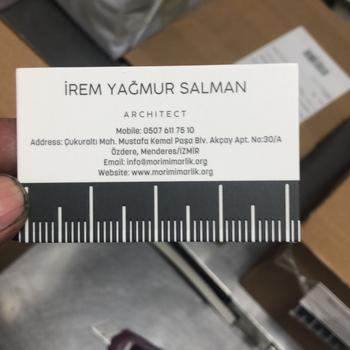 İREM YAĞMUR SALMAN
ARCHITECT
Mobile: 0507 611 75 10
Address: Çukuraltı Mah. Mustafa Kemal Paşa Blv. Akçay Apt. No:30/A
Özdere, Menderes/İZMİR
Email: info@morimimarlik.org
Website: www.morimimarlik.org